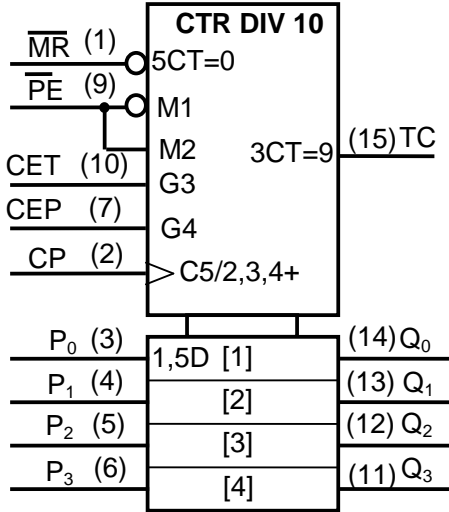 CTR DIV 10
M̅R̅ (1) 5CT=0
P̅E̅ (9) M1
M2
3CT=9 (15) TC
CET (10) G3
CEP (7) G4
CP (2) C5/2,3,4+
P₀ (3) 1,5D [1] (14) Q₀
P₁ (4) [2] (13) Q₁
P₂ (5) [3] (12) Q₂
P₃ (6) [4] (11) Q₃